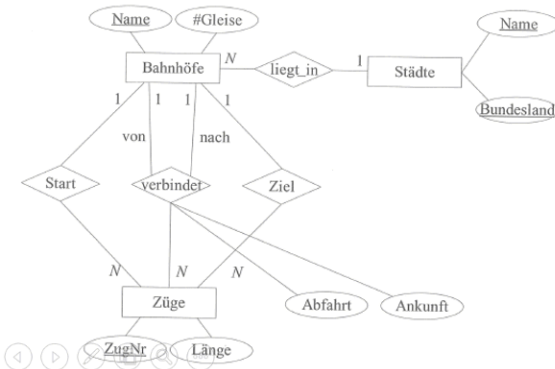 Name
#Gleise
Name
Bahnhöfe
N
liegt_in
1
Städte
Bundesland
1
1
1
1
von
nach
Start
verbindet
Ziel
N
N
N
Züge
Abfahrt
Ankunft
ZugNr
Länge